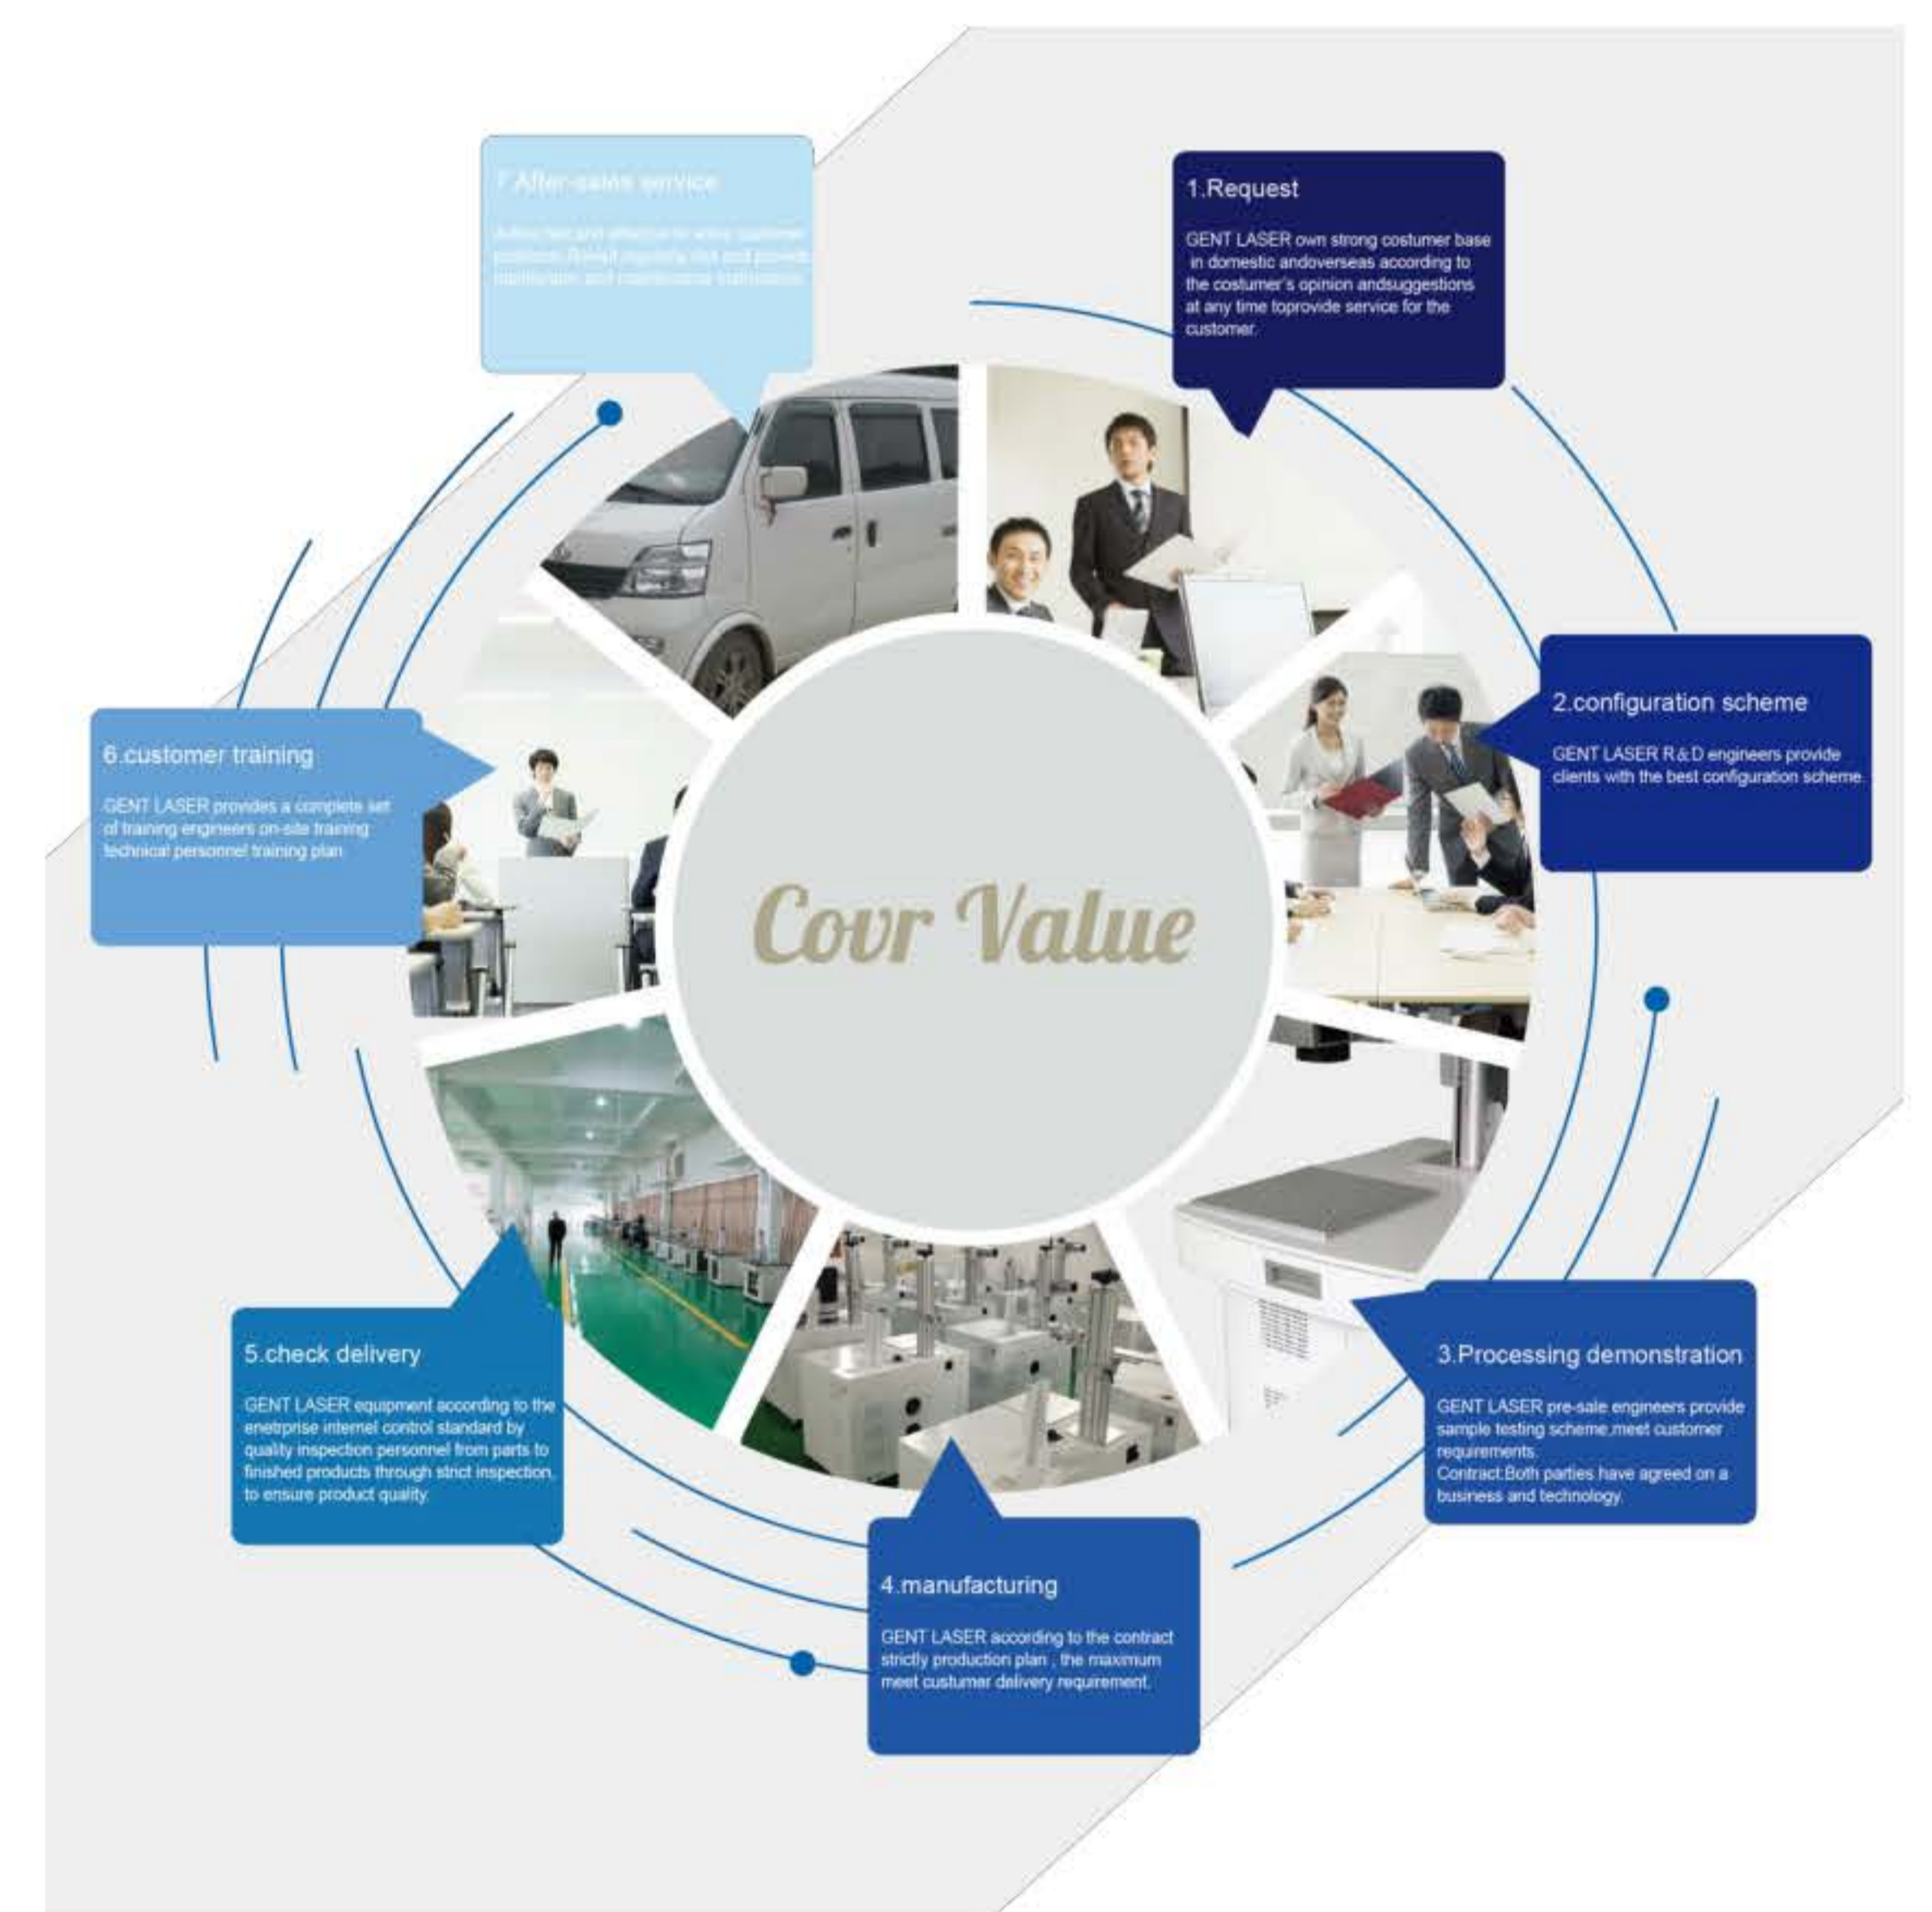 7.After-sales service
1.Request
GENT LASER own strong costumer base
in domestic andoverseas according to
the costumer's opinion andsuggestions
at any time toprovide service for the
customer.
2.configuration scheme
GENT LASER R&D engineers provide
clients with the best configuration scheme.
6.customer training
GENT LASER provides a complete set
of training engineers on-site training
technical personnel training plan
Covr Value
5.check delivery
GENT LASER equipment according to the
enetrprise internel control standard by
quality inspection personnel from parts to
finished products through strict inspection,
to ensure product quality.
3.Processing demonstration
GENT LASER pre-sale engineers provide
sample testing scheme,meet customer
requirements.
Contract:Both parties have agreed on a
business and technology.
4.manufacturing
GENT LASER according to the contract
strictly production plan , the maximum
meet custumer delivery requirement.